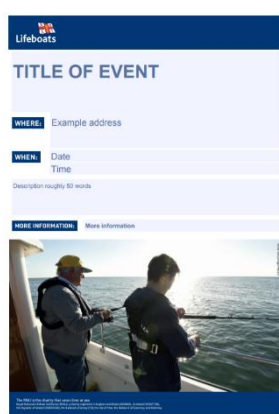 Lifeboats
TITLE OF EVENT
WHERE: Example address
WHEN: Date
Time
Description roughly 50 words
MORE INFORMATION: More information
The RNLI is the charity that saves lives at sea